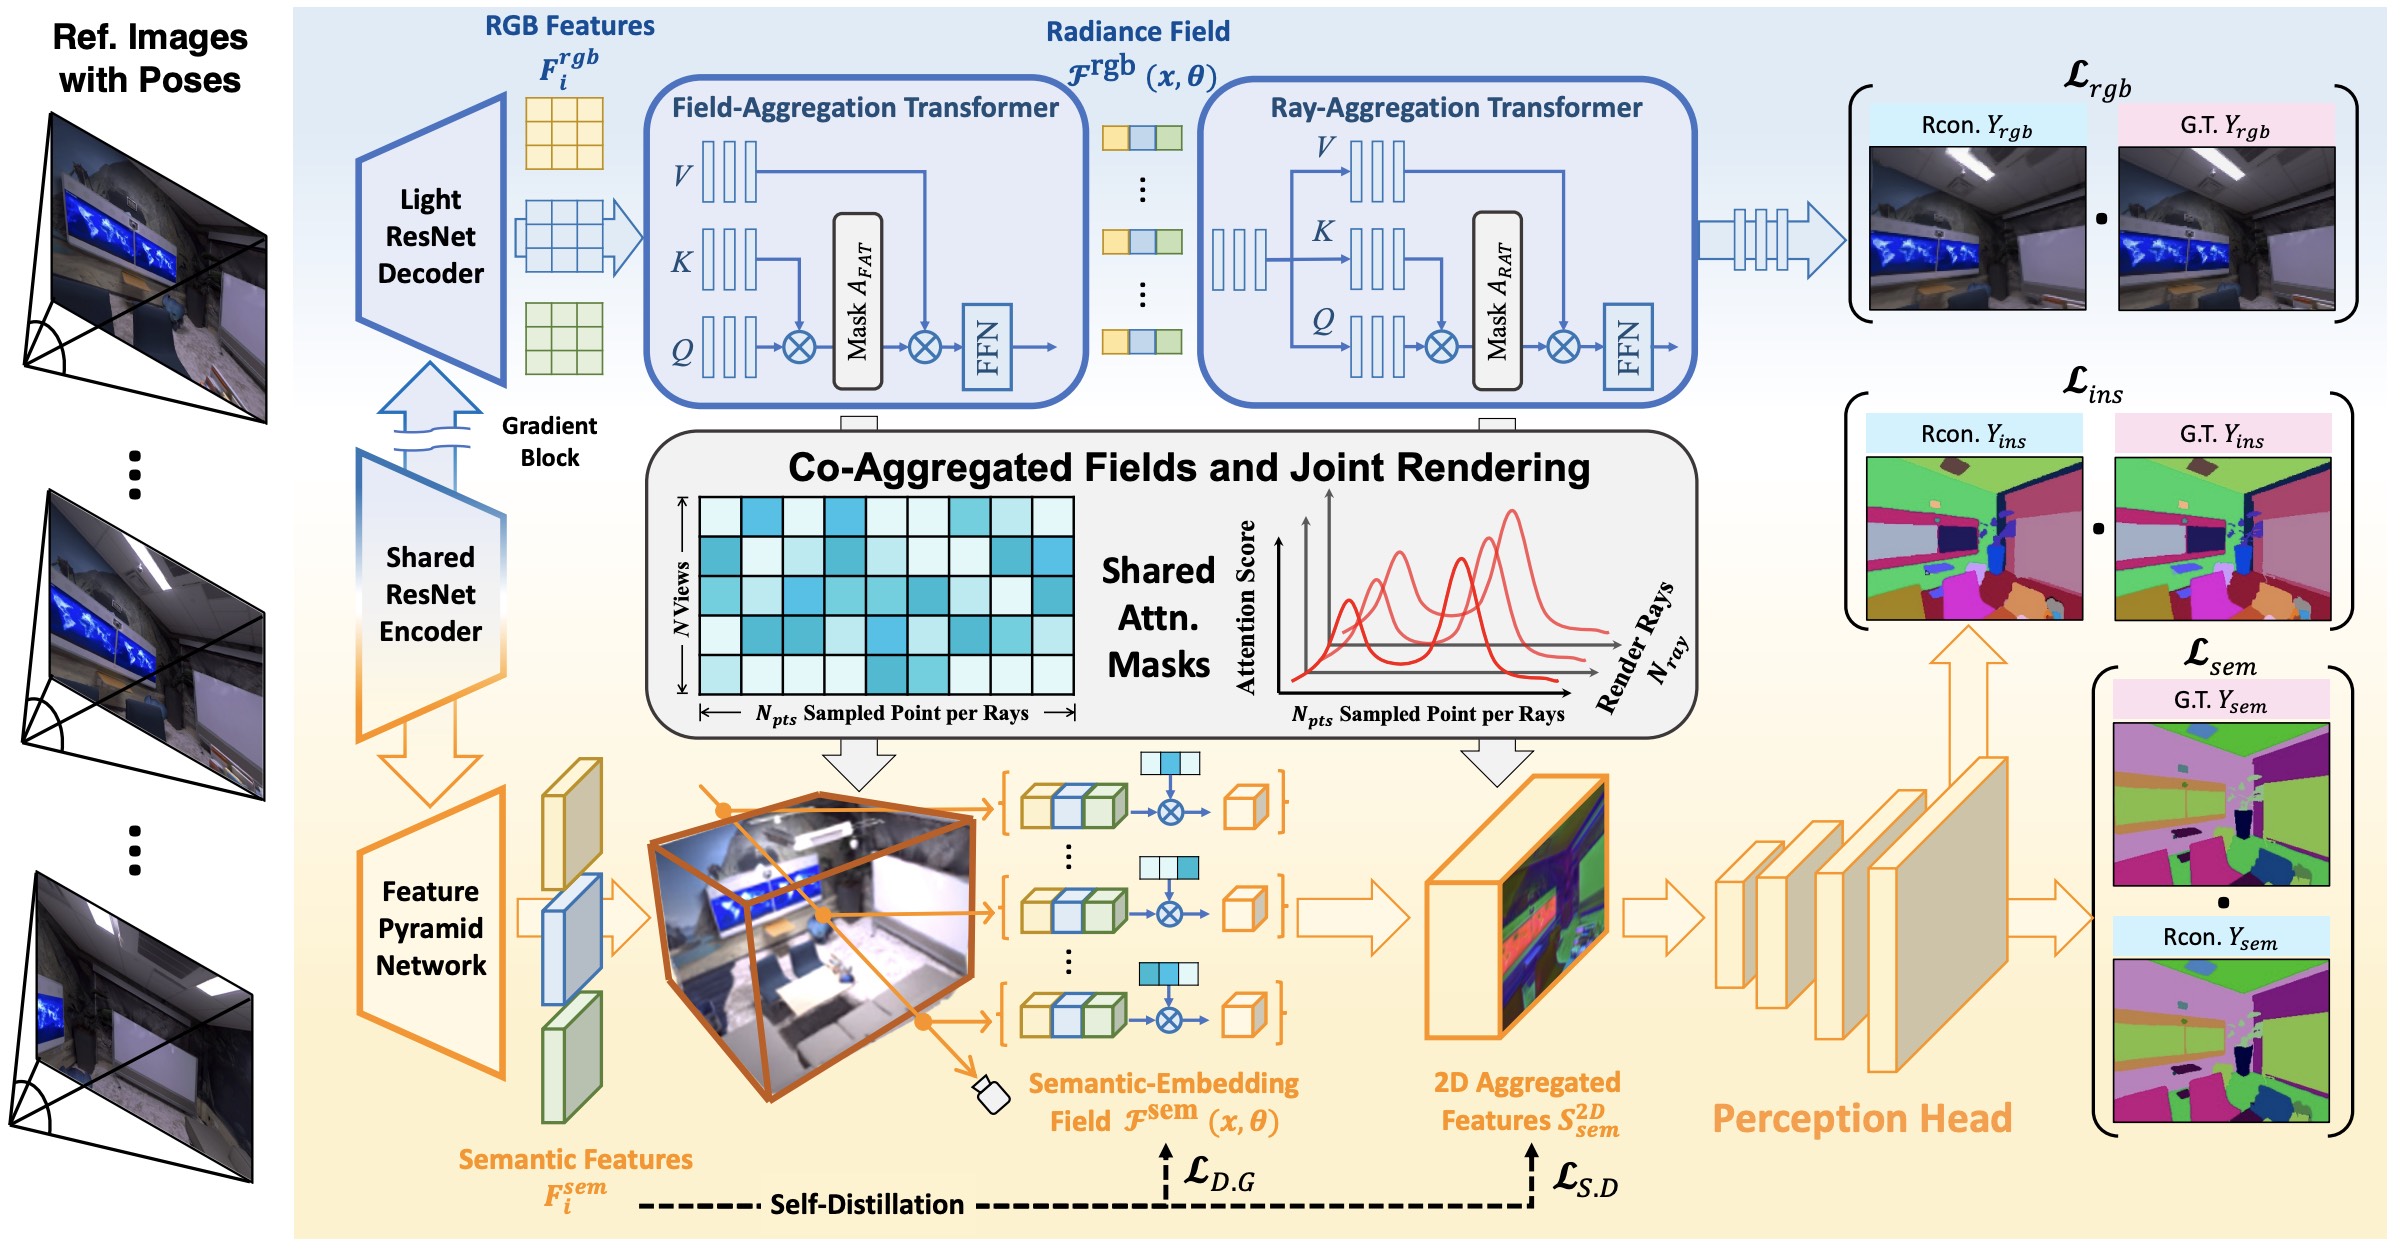 Ref. Images
with Poses
RGB Features
$F_i^{rgb}$
Radiance Field
$\mathcal{F}^{rgb}$ (x, θ)
Light
ResNet
Decoder
Field-Aggregation Transformer
V
K
Q
Mask $A_{FAT}$
FFN
Ray-Aggregation Transformer
V
K
Q
Mask $A_{RAT}$
FFN
$\mathcal{L}_{rgb}$
Rcon. $Y_{rgb}$
G.T. $Y_{rgb}$
Gradient
Block
Shared
ResNet
Encoder
Co-Aggregated Fields and Joint Rendering
N Views
$N_{pts}$ Sampled Point per Rays
Shared
Attn.
Masks
Attention Score
$N_{pts}$ Sampled Point per Rays
Render Rays
$N_{ray}$
$\mathcal{L}_{ins}$
Rcon. $Y_{ins}$
G.T. $Y_{ins}$
$\mathcal{L}_{sem}$
G.T. $Y_{sem}$
Rcon. $Y_{sem}$
Feature
Pyramid
Network
Semantic Features
$F_i^{sem}$
Semantic-Embedding
Field $\mathcal{F}^{sem}$ (x, θ)
2D Aggregated
Features $S_{sem}^{2D}$
Perception Head
Self-Distillation
$\mathcal{L}_{D.G}$
$\mathcal{L}_{S.D}$